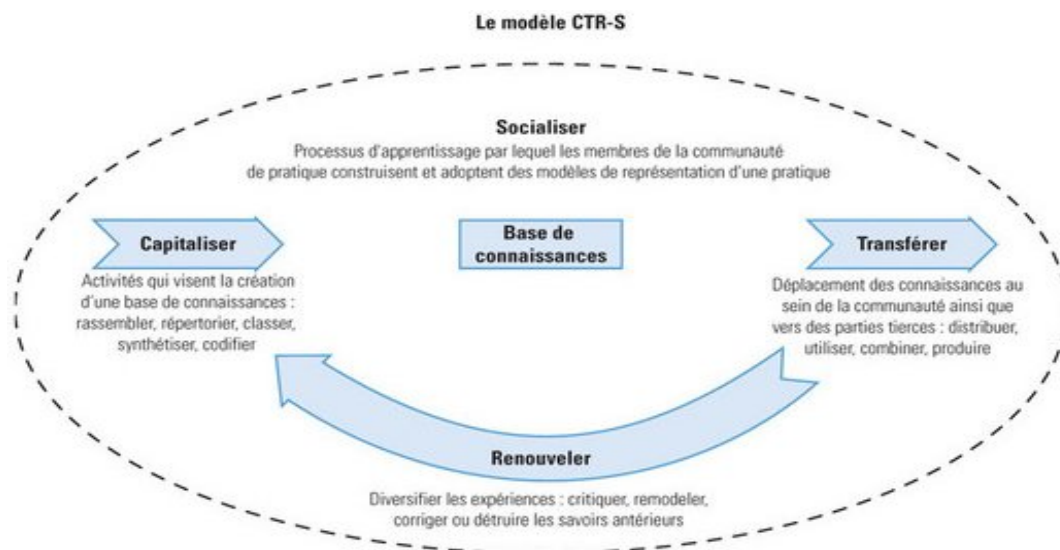 Le modèle CTR-S
Socialiser
Processus d'apprentissage par lequel les membres de la communauté
de pratique construisent et adoptent des modèles de représentation d'une pratique
Capitaliser
Activités qui visent la création
d'une base de connaissances :
rassembler, répertorier, classer,
synthétiser, codifier
Base de
connaissances
Transférer
Déplacement des connaissances au
sein de la communauté ainsi que
vers des parties tierces : distribuer,
utiliser, combiner, produire
Renouveler
Diversifier les expériences : critiquer, remodeler,
corriger ou détruire les savoirs antérieurs